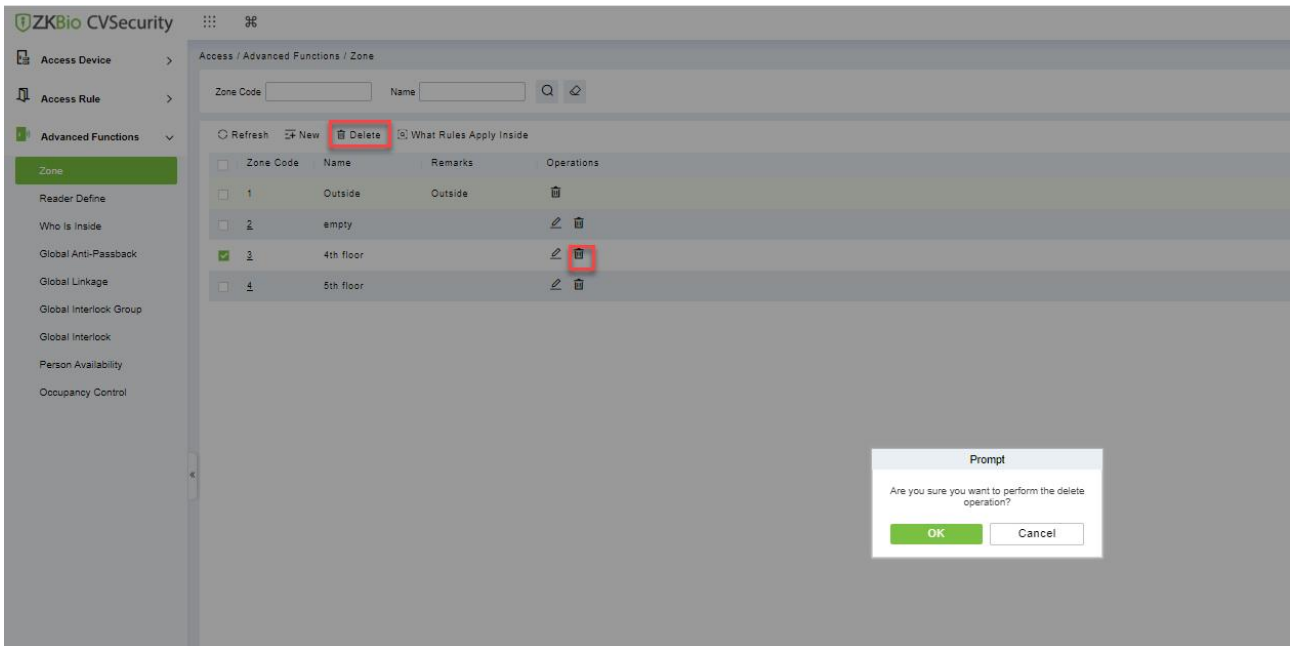 ZKBio CVSecurity
Access Device
Access Rule
Advanced Functions
Zone
Reader Define
Who Is Inside
Global Anti-Passback
Global Linkage
Global Interlock Group
Global Interlock
Person Availability
Occupancy Control
Access / Advanced Functions / Zone
Zone Code Name
Refresh New Delete What Rules Apply Inside
Zone Code Name Remarks Operations
1 Outside Outside
2 empty
3 4th floor
4 5th floor
Prompt
Are you sure you want to perform the delete
operation?
OK Cancel